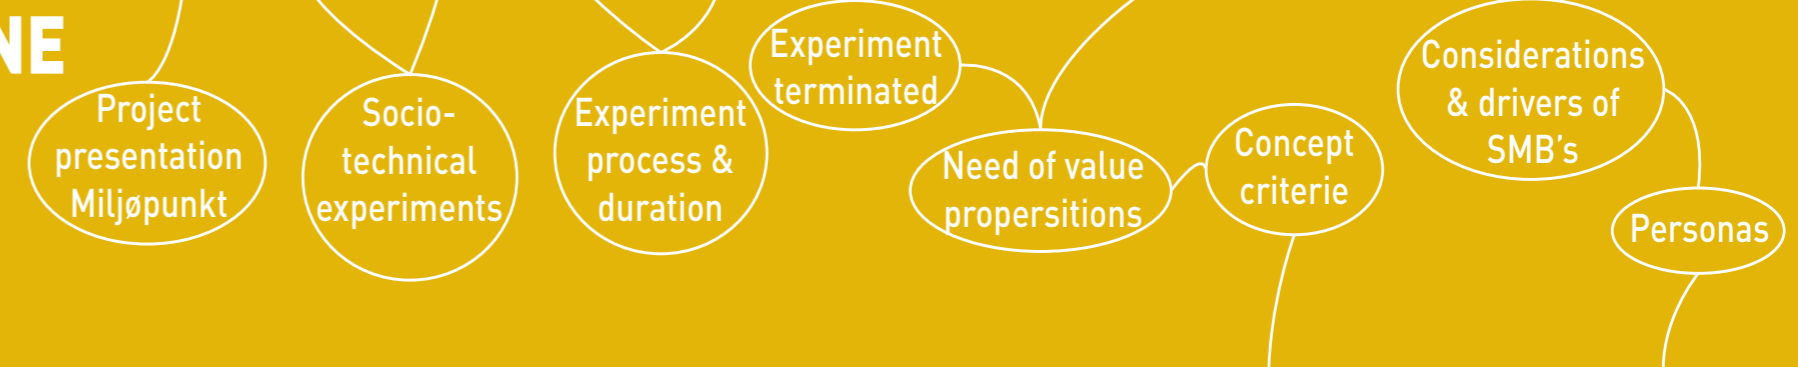 NE
Project
presentation
Miljøpunkt
Socio-
technical
experiments
Experiment
process &
duration
Experiment
terminated
Need of value
propersitions
Concept
criterie
Considerations
& drivers of
SMB's
Personas